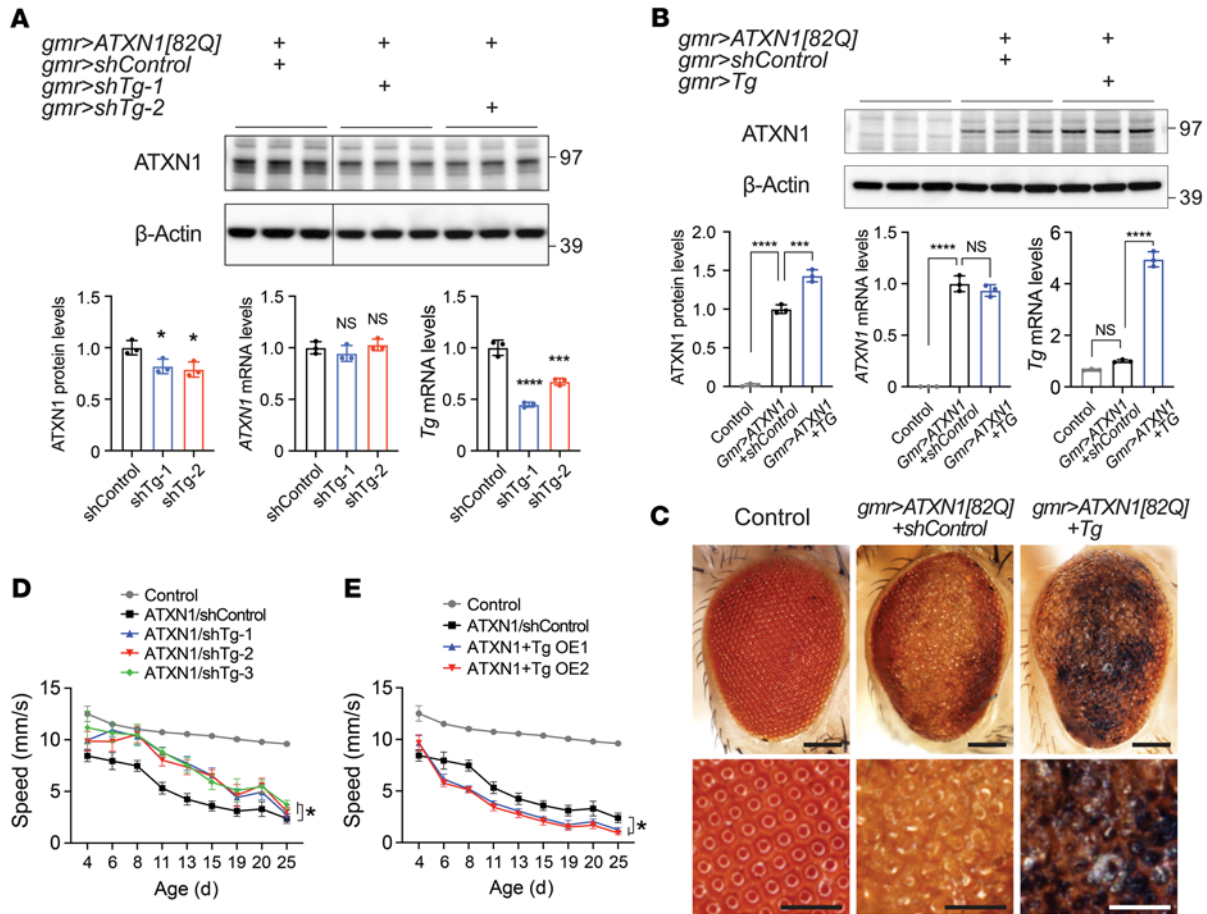 A
gmr>ATXN1[82Q] + + +
gmr>shControl +
gmr>shTg-1 +
gmr>shTg-2 +
ATXN1
97
β-Actin
39
ATXN1 protein levels
1.5
1.0
0.5
0
* *
shControl
shTg-1
shTg-2
ATXN1 mRNA levels
1.5
1.0
0.5
0
NS NS
shControl
shTg-1
shTg-2
Tg mRNA levels
1.5
1.0
0.5
0
**** ***
shControl
shTg-1
shTg-2
B
gmr>ATXN1[82Q] + +
gmr>shControl +
gmr>Tg +
ATXN1
97
β-Actin
39
ATXN1 protein levels
2.0
1.5
1.0
0.5
0
**** ***
Control
Gmr>ATXN1
+shControl
Gmr>ATXN1
+TG
ATXN1 mRNA levels
1.5
1.0
0.5
0
**** NS
Control
Gmr>ATXN1
+shControl
Gmr>ATXN1
+TG
Tg mRNA levels
6
4
2
0
NS ****
Control
Gmr>ATXN1
+shControl
Gmr>ATXN1
+TG
C
Control
gmr>ATXN1[82Q]
+shControl
gmr>ATXN1[82Q]
+Tg
D
Control
ATXN1/shControl
ATXN1/shTg-1
ATXN1/shTg-2
ATXN1/shTg-3
Speed (mm/s)
15
10
5
0
*
4 6 8 11 13 15 19 20 25
Age (d)
E
Control
ATXN1/shControl
ATXN1+Tg OE1
ATXN1+Tg OE2
Speed (mm/s)
15
10
5
0
*
4 6 8 11 13 15 19 20 25
Age (d)